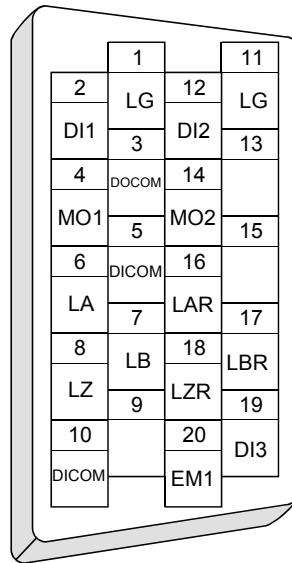 1
11
2
LG
12
LG
DI1
3
DI2
13
4
DOCOM
14
MO1
5
MO2
15
6
DICOM
16
LA
7
LAR
17
8
LB
18
LBR
LZ
9
LZR
19
10
20
DI3
DICOM
EM1